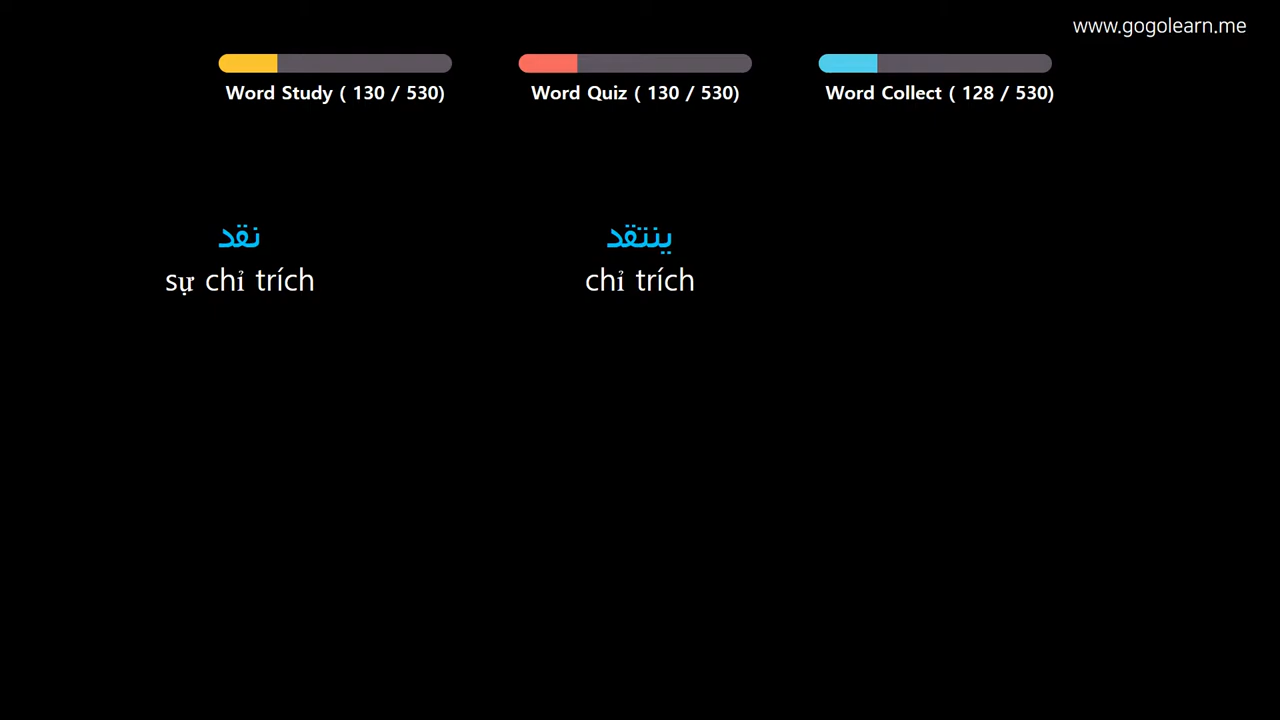 www.gogolearn.me
Word Study ( 130 / 530)
Word Quiz ( 130 / 530)
Word Collect ( 128 / 530)
نقد
sự chỉ trích
ينتقد
chỉ trích